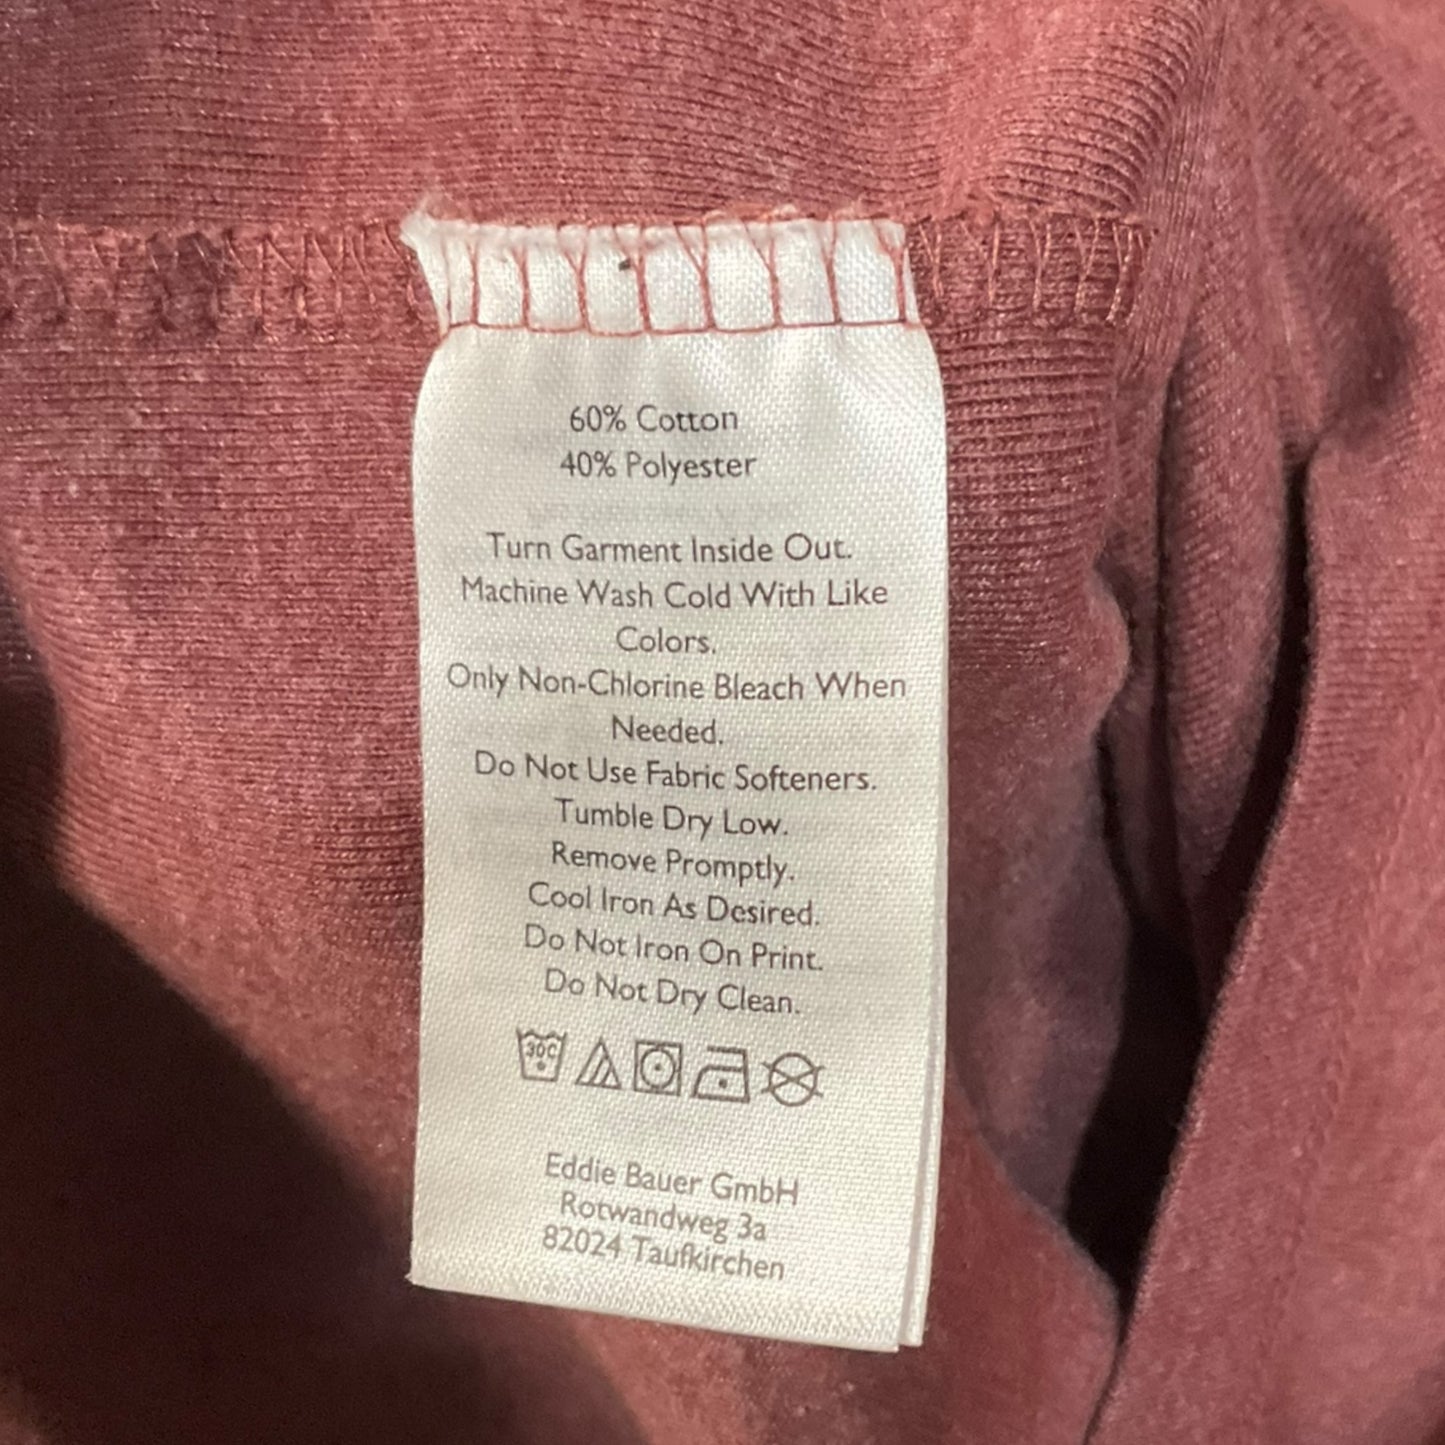 60% Cotton
40% Polyester
Turn Garment Inside Out.
Machine Wash Cold With Like
Colors.
Only Non-Chlorine Bleach When
Needed.
Do Not Use Fabric Softeners.
Tumble Dry Low.
Remove Promptly.
Cool Iron As Desired.
Do Not Iron On Print.
Do Not Dry Clean.
30C
Eddie Bauer GmbH
Rotwandweg 3a
82024 Taufkirchen